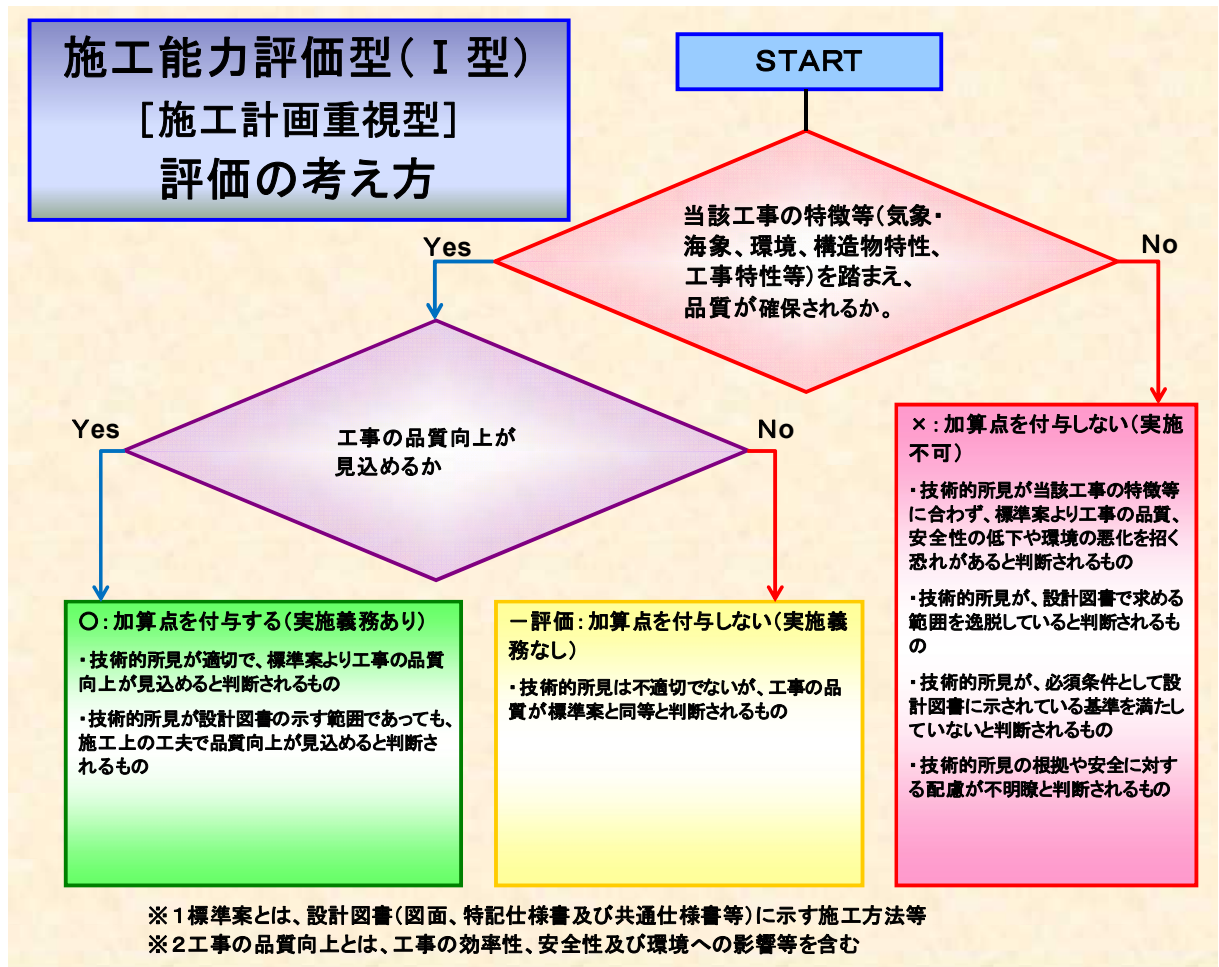 施工能力評価型（Ⅰ型）
［施工計画重視型］
評価の考え方
START
当該工事の特徴等（気象・
海象、環境、構造物特性、
工事特性等）を踏まえ、
品質が確保されるか。
Yes
No
工事の品質向上が
見込めるか
Yes
No
○：加算点を付与する（実施義務あり）
・技術的所見が適切で、標準案より工事の品質
向上が見込めると判断されるもの
・技術的所見が設計図書の示す範囲であっても、
施工上の工夫で品質向上が見込めると判断さ
れるもの
－評価：加算点を付与しない（実施義
務なし）
・技術的所見は不適切でないが、工事の品
質が標準案と同等と判断されるもの
×：加算点を付与しない（実施
不可）
・技術的所見が当該工事の特徴等
に合わず、標準案より工事の品質、
安全性の低下や環境の悪化を招く
恐れがあると判断されるもの
・技術的所見が、設計図書で求める
範囲を逸脱していると判断されるも
の
・技術的所見が、必須条件として設
計図書に示されている基準を満たし
ていないと判断されるもの
・技術的所見の根拠や安全に対す
る配慮が不明瞭と判断されるもの
※１標準案とは、設計図書（図面、特記仕様書及び共通仕様書等）に示す施工方法等
※２工事の品質向上とは、工事の効率性、安全性及び環境への影響等を含む